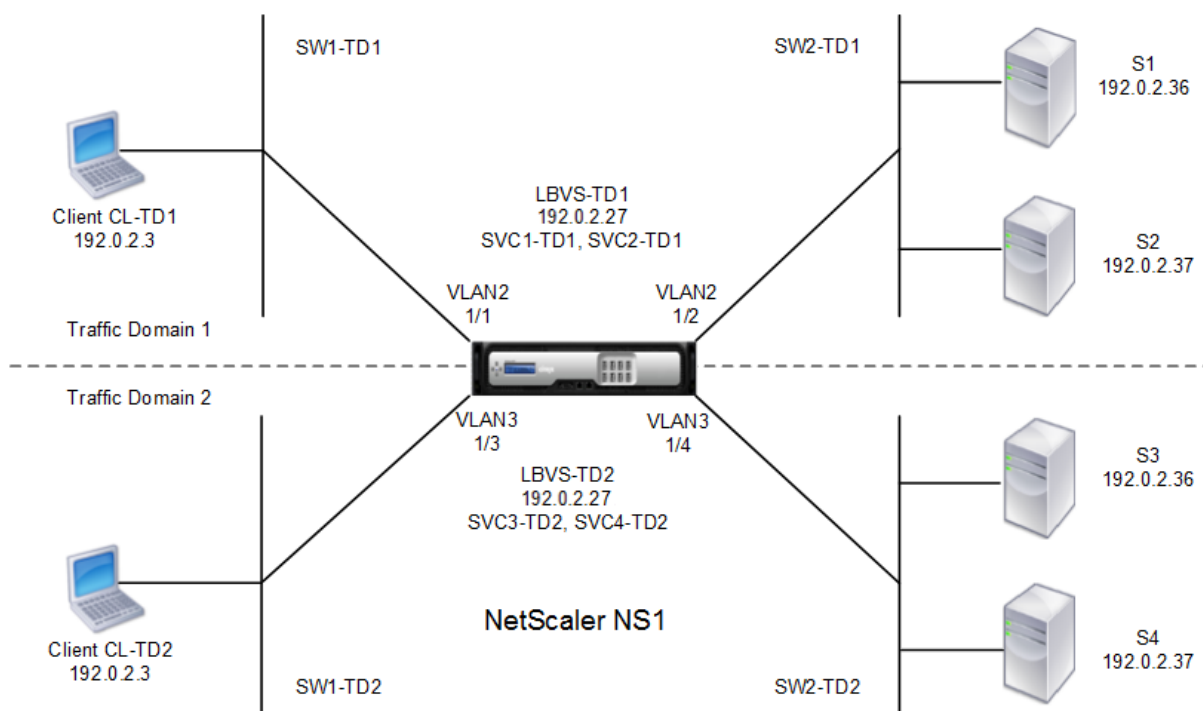 SW1-TD1
SW2-TD1
S1
192.0.2.36
Client CL-TD1
192.0.2.3
LBVS-TD1
192.0.2.27
SVC1-TD1, SVC2-TD1
S2
192.0.2.37
VLAN2
1/1
VLAN2
1/2
Traffic Domain 1
Traffic Domain 2
VLAN3
1/3
VLAN3
1/4
LBVS-TD2
192.0.2.27
SVC3-TD2, SVC4-TD2
S3
192.0.2.36
NetScaler NS1
Client CL-TD2
192.0.2.3
S4
192.0.2.37
SW1-TD2
SW2-TD2